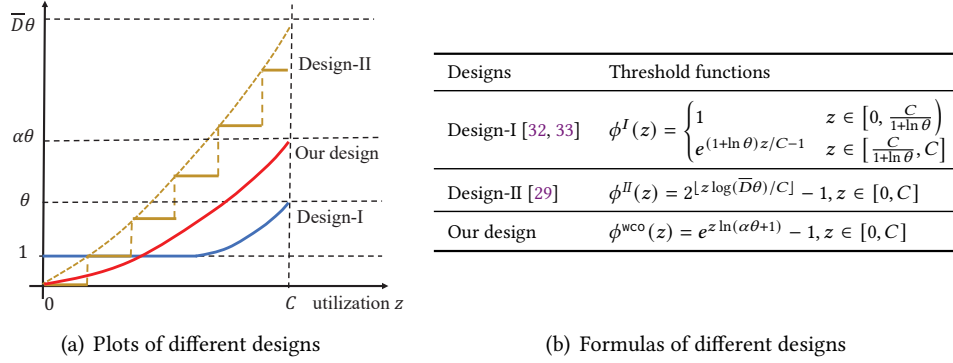 D̅θ
Design-II
αθ
Our design
θ
Design-I
1
0
C utilization z
(a) Plots of different designs
Designs Threshold functions
Design-I [32, 33] ϕ^I(z) = { 1 z ∈ [0, C/(1+ln θ))
e^{(1+ln θ)z/C−1} z ∈ [C/(1+ln θ), C]
Design-II [29] ϕ^{II}(z) = 2^{⌊z log(D̅θ)/C⌋} − 1, z ∈ [0, C]
Our design ϕ^{wco}(z) = e^{z ln(αθ+1)} − 1, z ∈ [0, C]
(b) Formulas of different designs